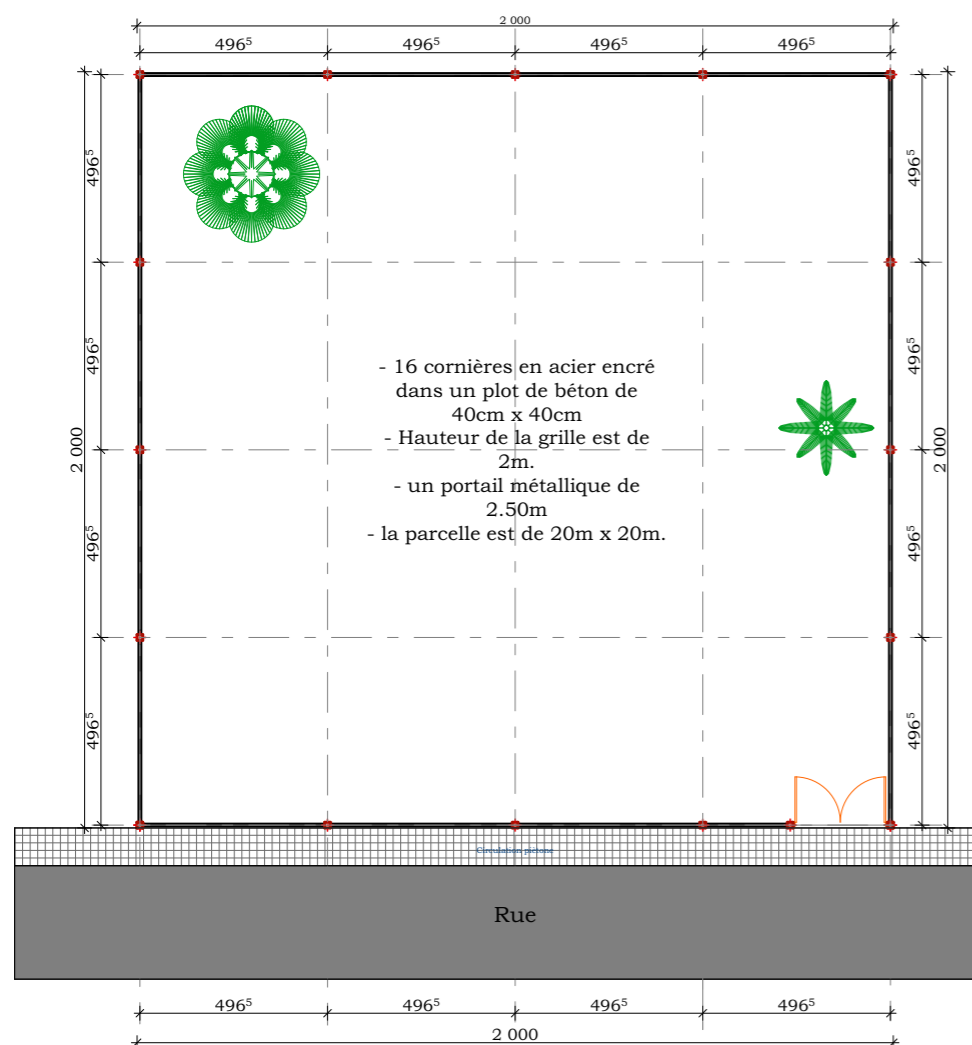 2 000
496⁵ 496⁵ 496⁵ 496⁵
496⁵ 496⁵
496⁵ 496⁵
- 16 cornières en acier encré
dans un plot de béton de
40cm x 40cm
- Hauteur de la grille est de
2m.
- un portail métallique de
2.50m
- la parcelle est de 20m x 20m.
2 000 2 000
496⁵ 496⁵
496⁵ 496⁵
Circulation piétone
Rue
496⁵ 496⁵ 496⁵ 496⁵
2 000